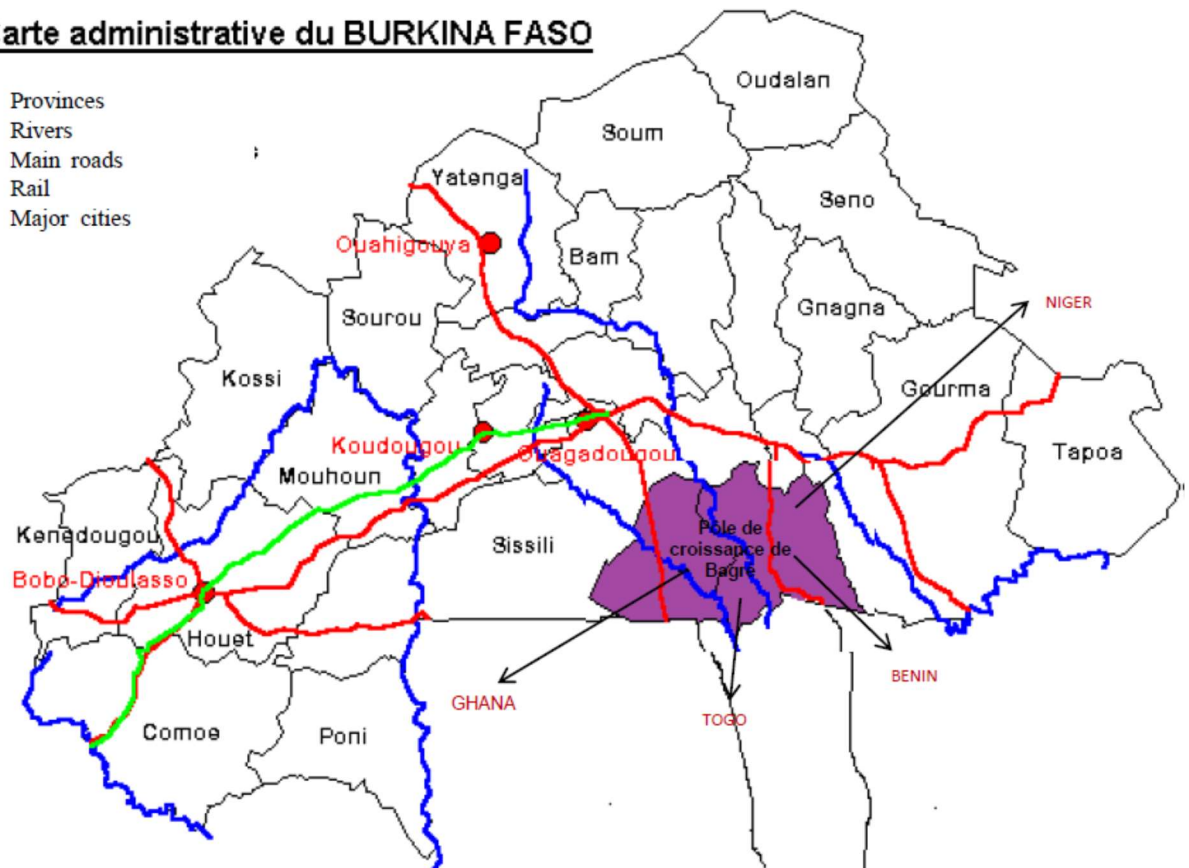 arte administrative du BURKINA FASO
Provinces
Rivers
Main roads
Rail
Major cities
Oudalan
Soum
Yatenga
Seno
Ouahigouya
Bam
Gnagna
NIGER
Sourou
Kossi
Gourma
Koudougou
Ouagadougou
Tapoa
Mouhoun
Kenedougou
Sissili
Pôle de
croissance de
Bagré
Bobo-Dioulasso
Houet
BENIN
GHANA
TOGO
Comoe
Poni